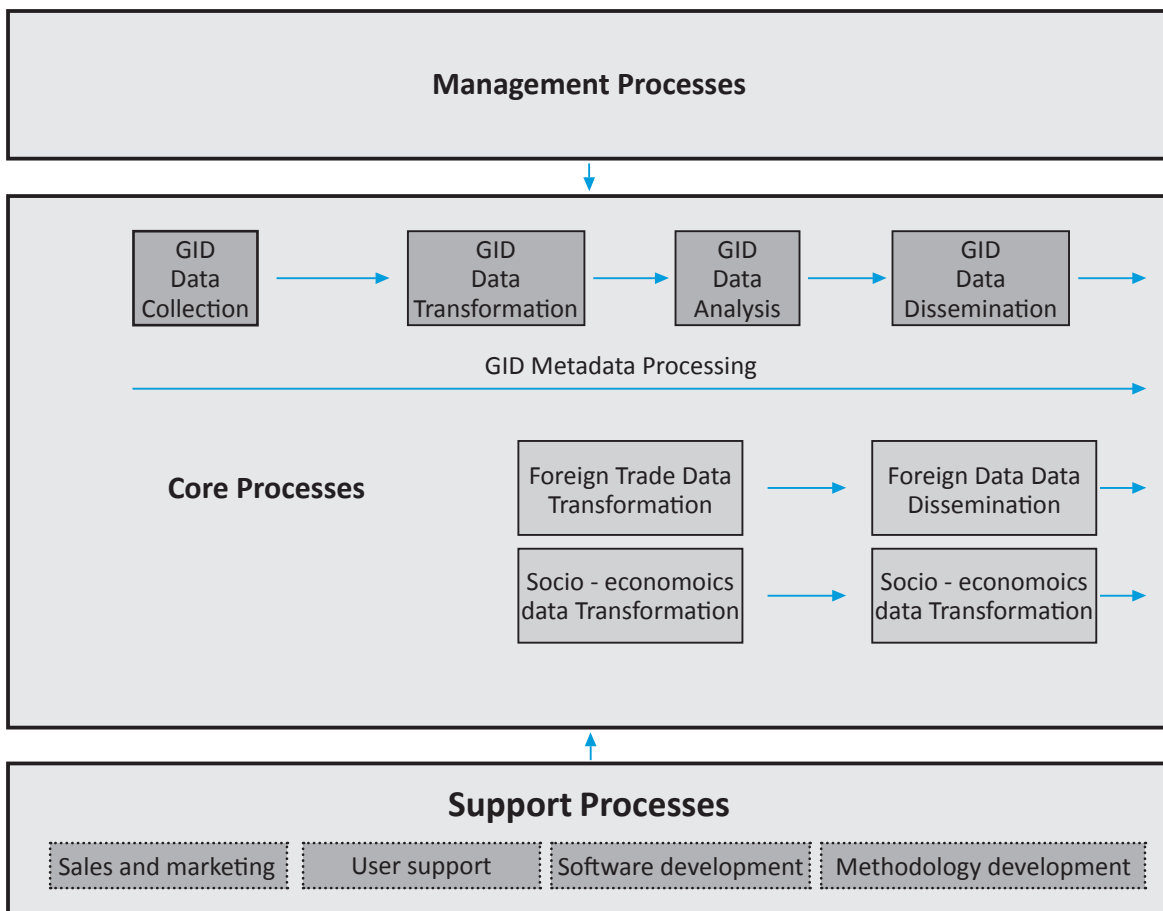 Management Processes
GID
Data
Collection
GID
Data
Transformation
GID
Data
Analysis
GID
Data
Dissemination
GID Metadata Processing
Core Processes
Foreign Trade Data
Transformation
Foreign Data Data
Dissemination
Socio - economoics
data Transformation
Socio - economoics
data Transformation
Support Processes
Sales and marketing
User support
Software development
Methodology development